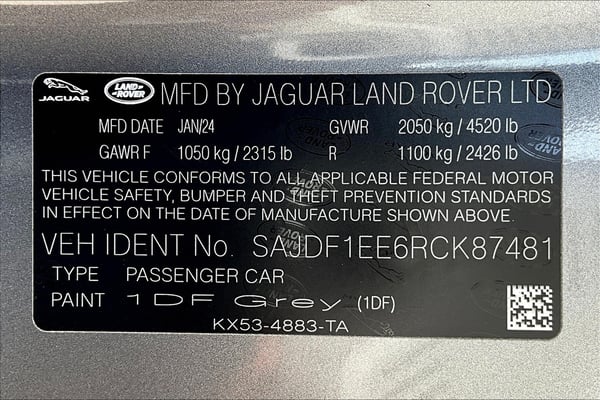 JAGUAR LAND ROVER MFD BY JAGUAR LAND ROVER LTD
MFD DATE JAN/24 GVWR 2050 kg / 4520 lb
GAWR F 1050 kg / 2315 lb R 1100 kg / 2426 lb
THIS VEHICLE CONFORMS TO ALL APPLICABLE FEDERAL MOTOR
VEHICLE SAFETY, BUMPER AND THEFT PREVENTION STANDARDS
IN EFFECT ON THE DATE OF MANUFACTURE SHOWN ABOVE.
VEH IDENT No. SAJDF1EE6RCK87481
TYPE PASSENGER CAR
PAINT 1DF Grey (1DF)
KX53-4883-TA